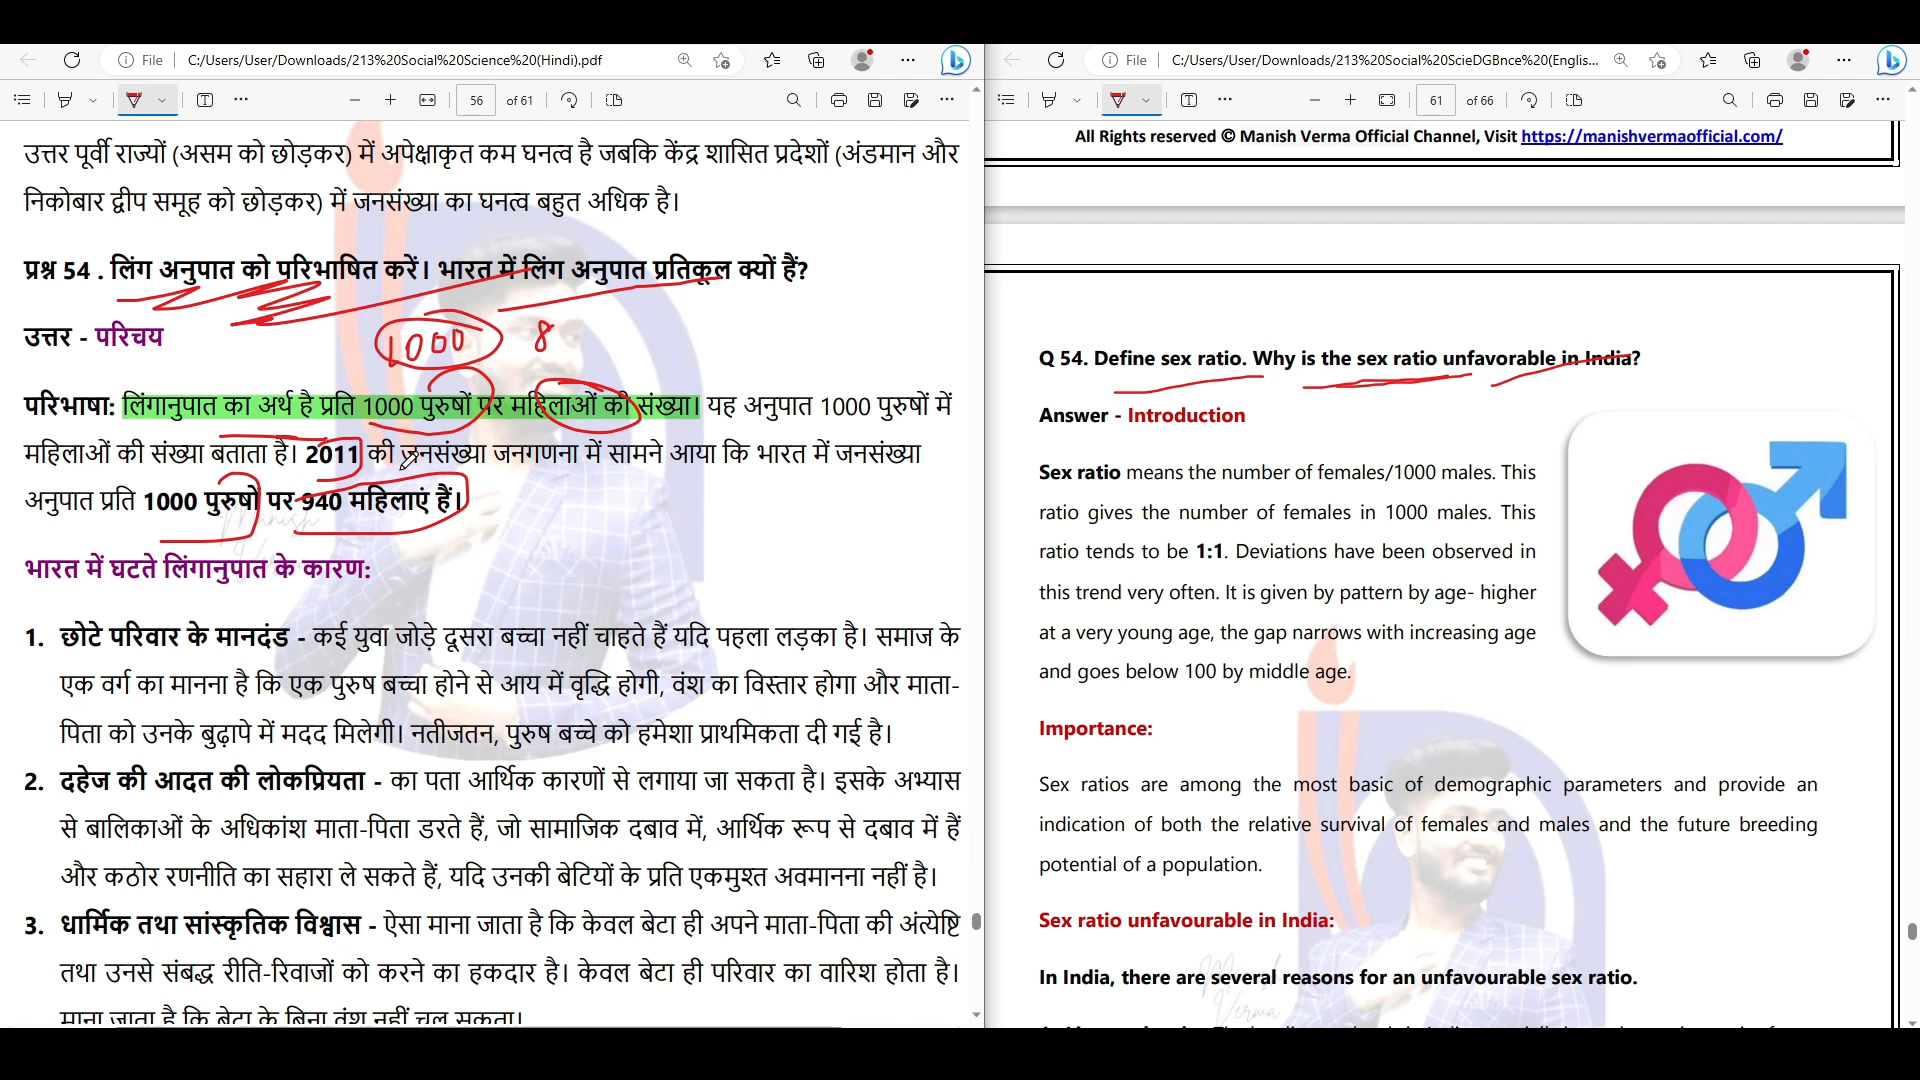 File C:/Users/User/Downloads/213%20Social%20Science%20(Hindi).pdf
56 of 61
उत्तर पूर्वी राज्यों (असम को छोड़कर) में अपेक्षाकृत कम घनत्व है जबकि केंद्र शासित प्रदेशों (अंडमान और
निकोबार द्वीप समूह को छोड़कर) में जनसंख्या का घनत्व बहुत अधिक है।
प्रश्न 54 . लिंग अनुपात को परिभाषित करें। भारत में लिंग अनुपात प्रतिकूल क्यों हैं?
उत्तर - परिचय
1000 8
परिभाषा: लिंगानुपात का अर्थ है प्रति 1000 पुरुषों पर महिलाओं की संख्या। यह अनुपात 1000 पुरुषों में
महिलाओं की संख्या बताता है। 2011 की जनसंख्या जनगणना में सामने आया कि भारत में जनसंख्या
अनुपात प्रति 1000 पुरुषों पर 940 महिलाएं हैं।
Manish
भारत में घटते लिंगानुपात के कारण:
1. छोटे परिवार के मानदंड - कई युवा जोड़े दूसरा बच्चा नहीं चाहते हैं यदि पहला लड़का है। समाज के
एक वर्ग का मानना है कि एक पुरुष बच्चा होने से आय में वृद्धि होगी, वंश का विस्तार होगा और माता-
पिता को उनके बुढ़ापे में मदद मिलेगी। नतीजतन, पुरुष बच्चे को हमेशा प्राथमिकता दी गई है।
2. दहेज की आदत की लोकप्रियता - का पता आर्थिक कारणों से लगाया जा सकता है। इसके अभ्यास
से बालिकाओं के अधिकांश माता-पिता डरते हैं, जो सामाजिक दबाव में, आर्थिक रूप से दबाव में हैं
और कठोर रणनीति का सहारा ले सकते हैं, यदि उनकी बेटियों के प्रति एकमुश्त अवमानना नहीं है।
3. धार्मिक तथा सांस्कृतिक विश्वास - ऐसा माना जाता है कि केवल बेटा ही अपने माता-पिता की अंत्येष्टि
तथा उनसे संबद्ध रीति-रिवाजों को करने का हकदार है। केवल बेटा ही परिवार का वारिश होता है।
माना जाता है कि बेटा के बिना वंश नहीं चल सकता।
File C:/Users/User/Downloads/213%20Social%20ScieDGBnce%20(Englis...
61 of 66
All Rights reserved © Manish Verma Official Channel, Visit https://manishvermaofficial.com/
Q 54. Define sex ratio. Why is the sex ratio unfavorable in India?
Answer - Introduction
Sex ratio means the number of females/1000 males. This
ratio gives the number of females in 1000 males. This
ratio tends to be 1:1. Deviations have been observed in
this trend very often. It is given by pattern by age- higher
at a very young age, the gap narrows with increasing age
and goes below 100 by middle age.
Importance:
Sex ratios are among the most basic of demographic parameters and provide an
indication of both the relative survival of females and males and the future breeding
potential of a population.
Sex ratio unfavourable in India:
Verma
In India, there are several reasons for an unfavourable sex ratio.